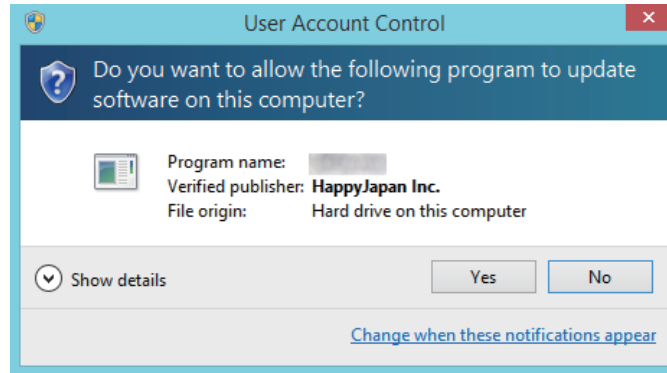 User Account Control
Do you want to allow the following program to update
software on this computer?
Program name:
Verified publisher: HappyJapan Inc.
File origin: Hard drive on this computer
Show details
Yes
No
Change when these notifications appear